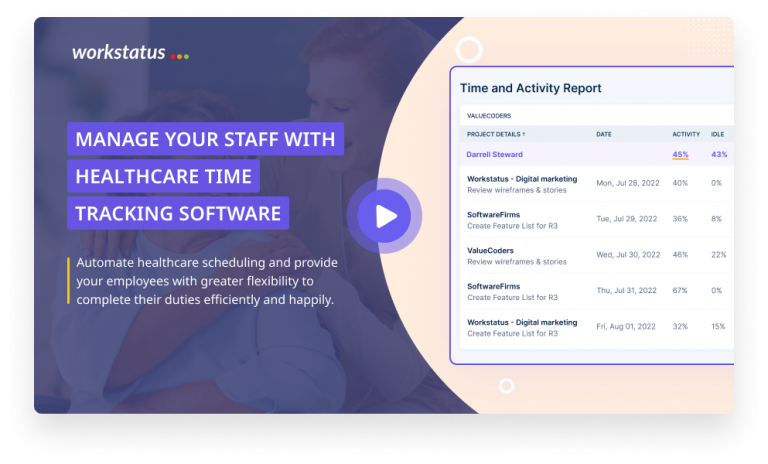 workstatus
MANAGE YOUR STAFF WITH
HEALTHCARE TIME
TRACKING SOFTWARE
Automate healthcare scheduling and provide
your employees with greater flexibility to
complete their duties efficiently and happily.
Time and Activity Report
VALUECODERS
PROJECT DETAILS ↑ DATE ACTIVITY IDLE
Darrell Steward 45% 43%
Workstatus - Digital marketing
Review wireframes & stories Mon, Jul 28, 2022 40% 0%
SoftwareFirms
Create Feature List for R3 Tue, Jul 29, 2022 36% 8%
ValueCoders
Review wireframes & stories Wed, Jul 30, 2022 46% 22%
SoftwareFirms
Create Feature List for R3 Thu, Jul 31, 2022 67% 0%
Workstatus - Digital marketing
Create Feature List for R3 Fri, Aug 01, 2022 32% 15%